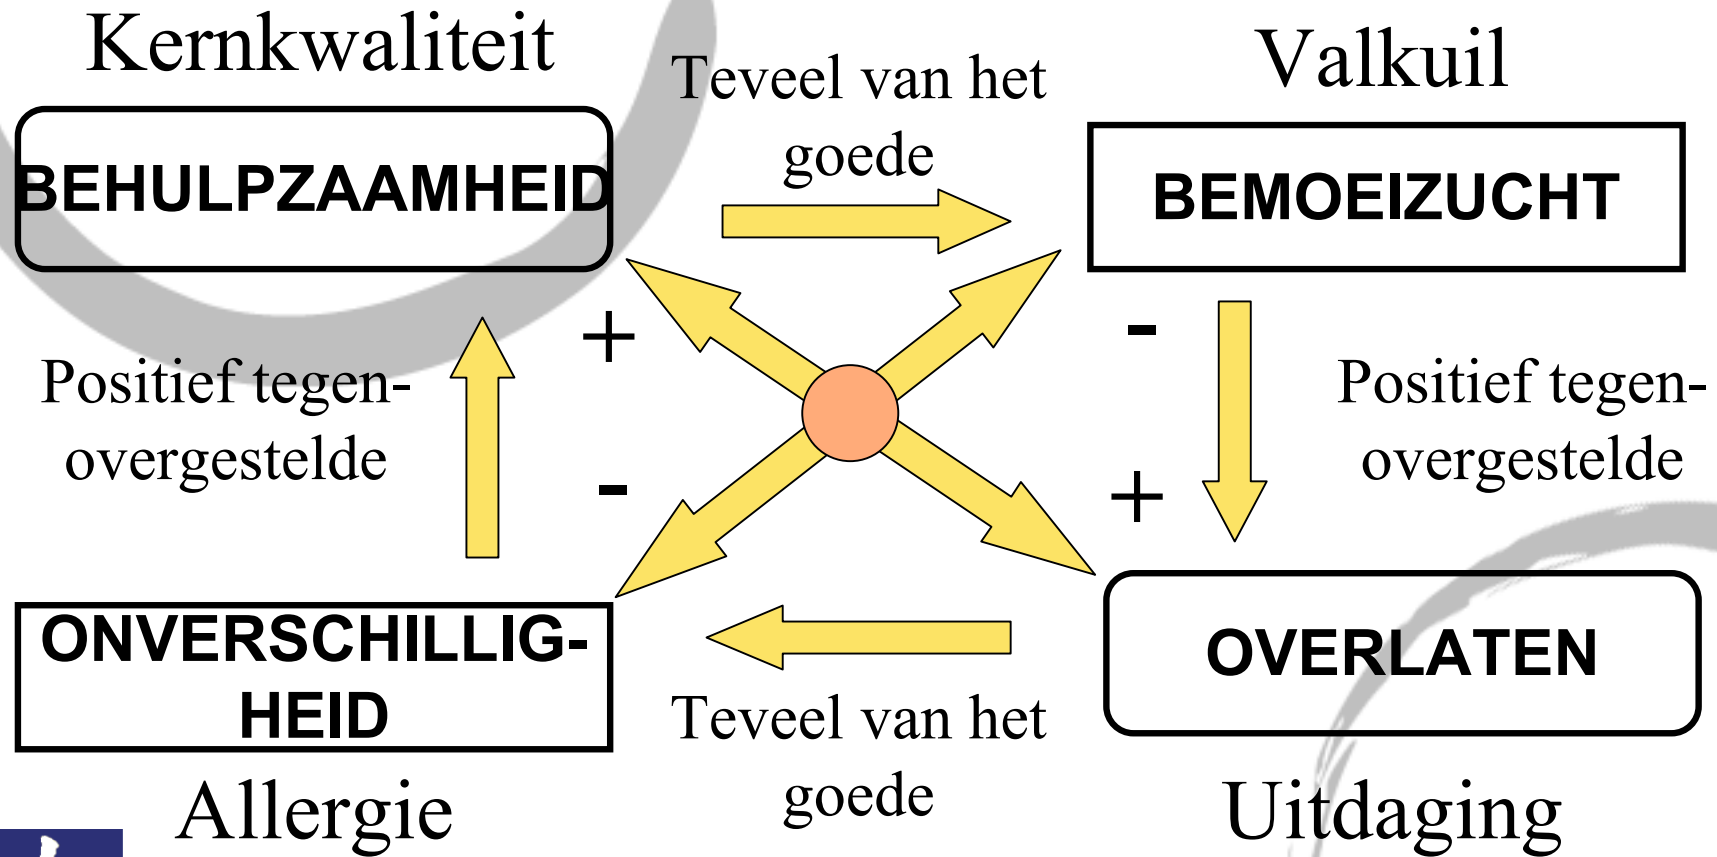 Kernkwaliteit
Teveel van het
goede
Valkuil
BEHULPZAAMHEID
BEMOEIZUCHT
+
-
Positief tegen-
overgestelde
Positief tegen-
overgestelde
-
+
ONVERSCHILLIG-
HEID
OVERLATEN
Teveel van het
goede
Allergie
Uitdaging